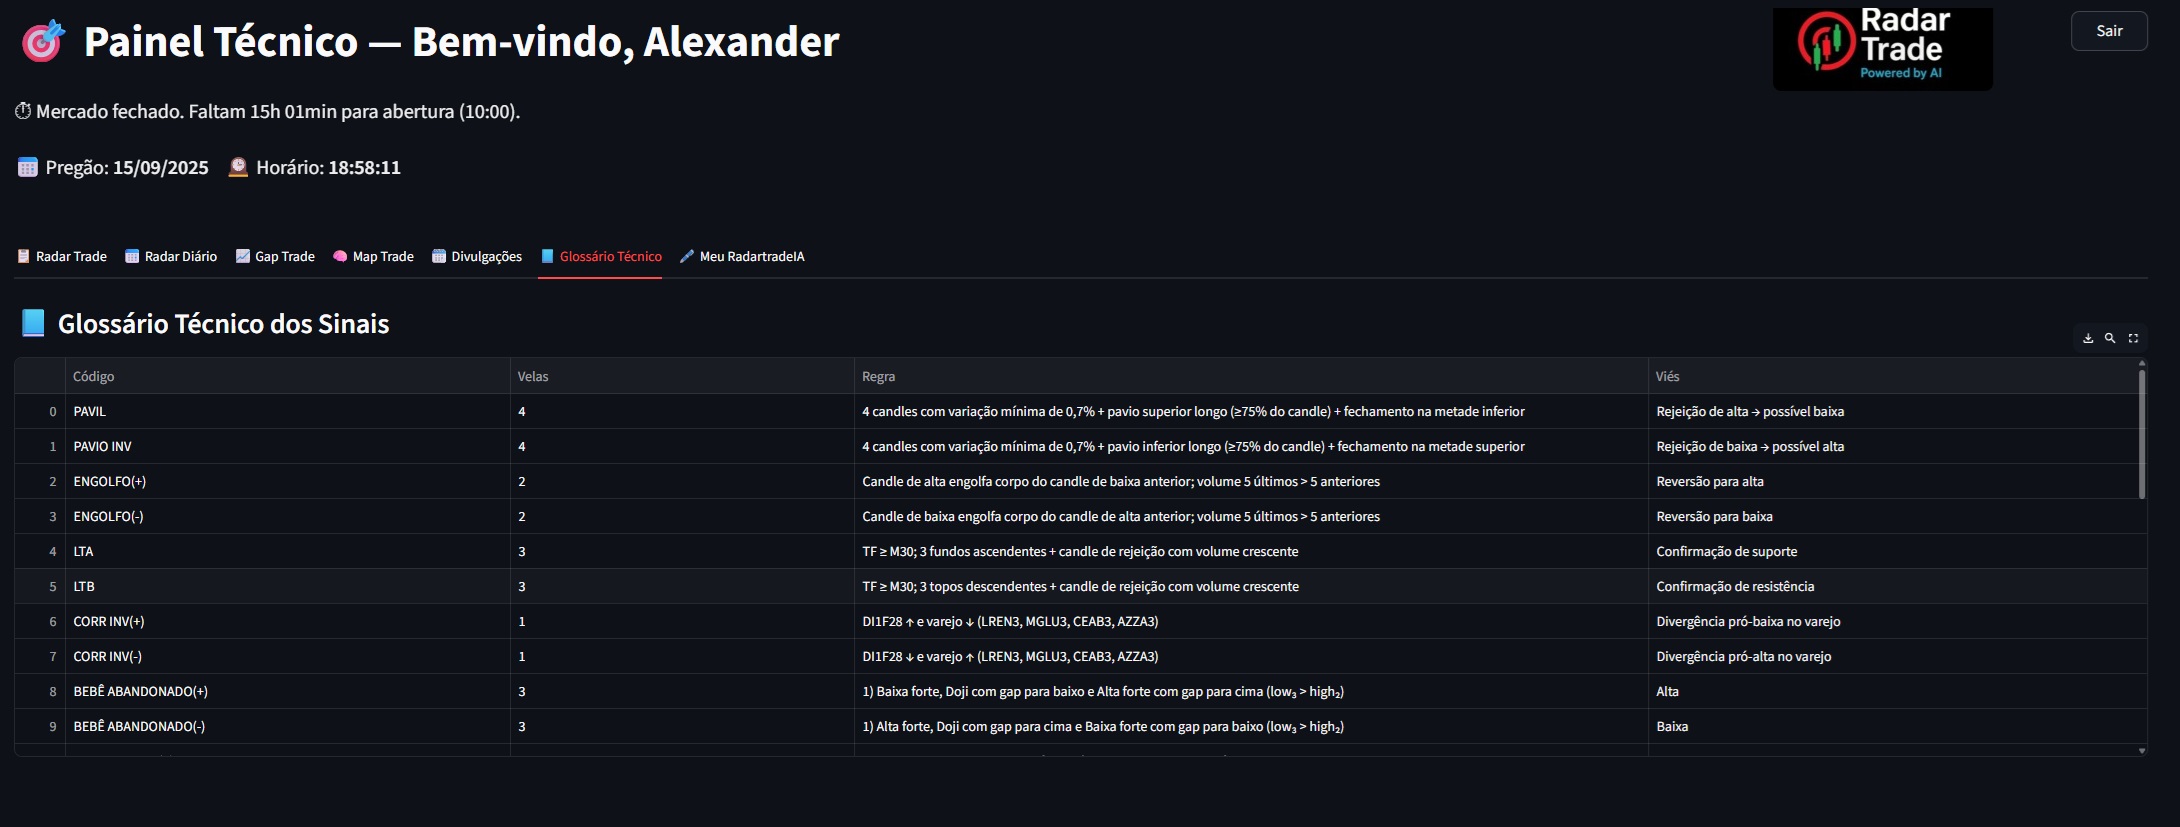 Painel Técnico — Bem-vindo, Alexander
Radar
Trade
Powered by AI
Sair
Mercado fechado. Faltam 15h 01min para abertura (10:00).
Pregão: 15/09/2025 Horário: 18:58:11
Radar Trade Radar Diário Gap Trade Map Trade Divulgações Glossário Técnico Meu RadartradeIA
Glossário Técnico dos Sinais
Código Velas Regra Viés
0 PAVIL 4 4 candles com variação mínima de 0,7% + pavio superior longo (≥75% do candle) + fechamento na metade inferior Rejeição de alta → possível baixa
1 PAVIO INV 4 4 candles com variação mínima de 0,7% + pavio inferior longo (≥75% do candle) + fechamento na metade superior Rejeição de baixa → possível alta
2 ENGOLFO(+) 2 Candle de alta engolfa corpo do candle de baixa anterior; volume 5 últimos > 5 anteriores Reversão para alta
3 ENGOLFO(-) 2 Candle de baixa engolfa corpo do candle de alta anterior; volume 5 últimos > 5 anteriores Reversão para baixa
4 LTA 3 TF ≥ M30; 3 fundos ascendentes + candle de rejeição com volume crescente Confirmação de suporte
5 LTB 3 TF ≥ M30; 3 topos descendentes + candle de rejeição com volume crescente Confirmação de resistência
6 CORR INV(+) 1 DI1F28 ↑ e varejo ↓ (LREN3, MGLU3, CEAB3, AZZA3) Divergência pró-baixa no varejo
7 CORR INV(-) 1 DI1F28 ↓ e varejo ↑ (LREN3, MGLU3, CEAB3, AZZA3) Divergência pró-alta no varejo
8 BEBÊ ABANDONADO(+) 3 1) Baixa forte, Doji com gap para baixo e Alta forte com gap para cima (low₃ > high₂) Alta
9 BEBÊ ABANDONADO(-) 3 1) Alta forte, Doji com gap para cima e Baixa forte com gap para baixo (low₃ > high₂) Baixa